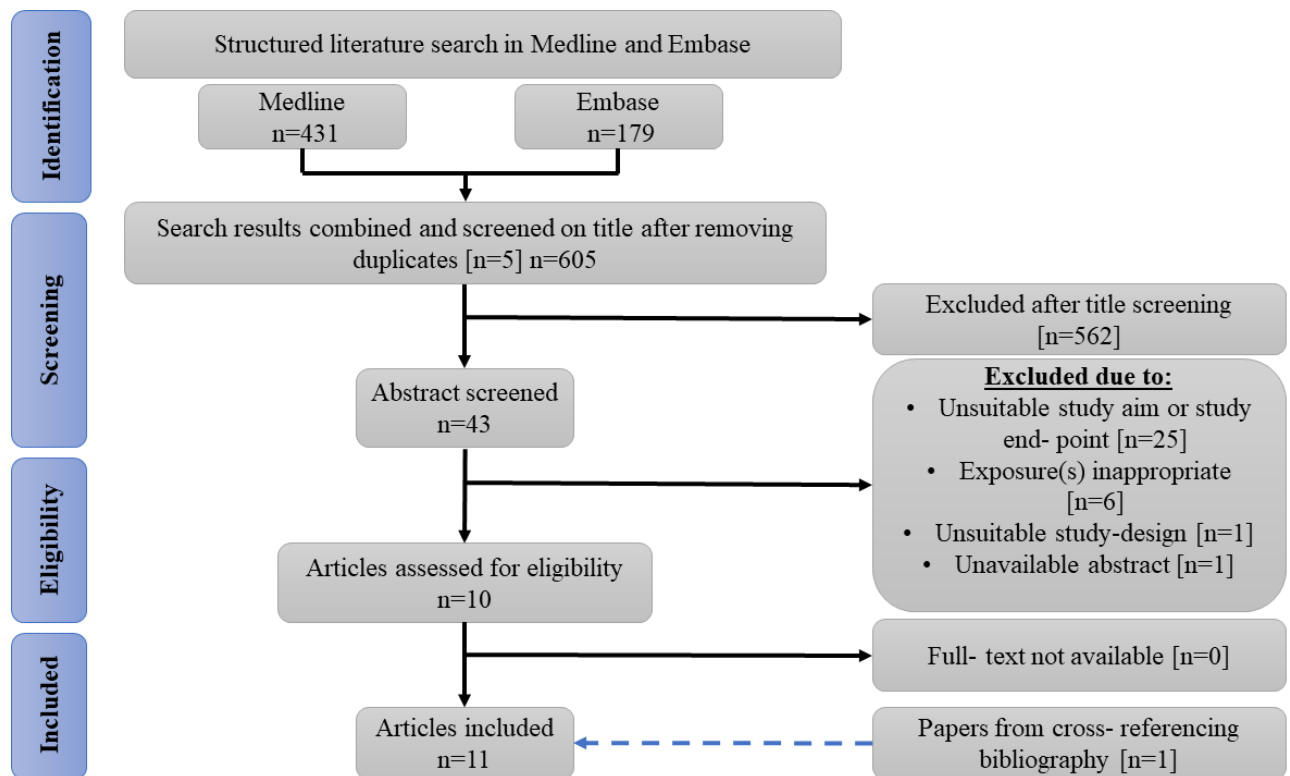 Identification
Structured literature search in Medline and Embase
Medline
n=431
Embase
n=179
Screening
Search results combined and screened on title after removing
duplicates [n=5] n=605
Excluded after title screening
[n=562]
Abstract screened
n=43
Excluded due to:
• Unsuitable study aim or study
end- point [n=25]
• Exposure(s) inappropriate
[n=6]
• Unsuitable study-design [n=1]
• Unavailable abstract [n=1]
Eligibility
Articles assessed for eligibility
n=10
Full- text not available [n=0]
Included
Articles included
n=11
Papers from cross- referencing
bibliography [n=1]